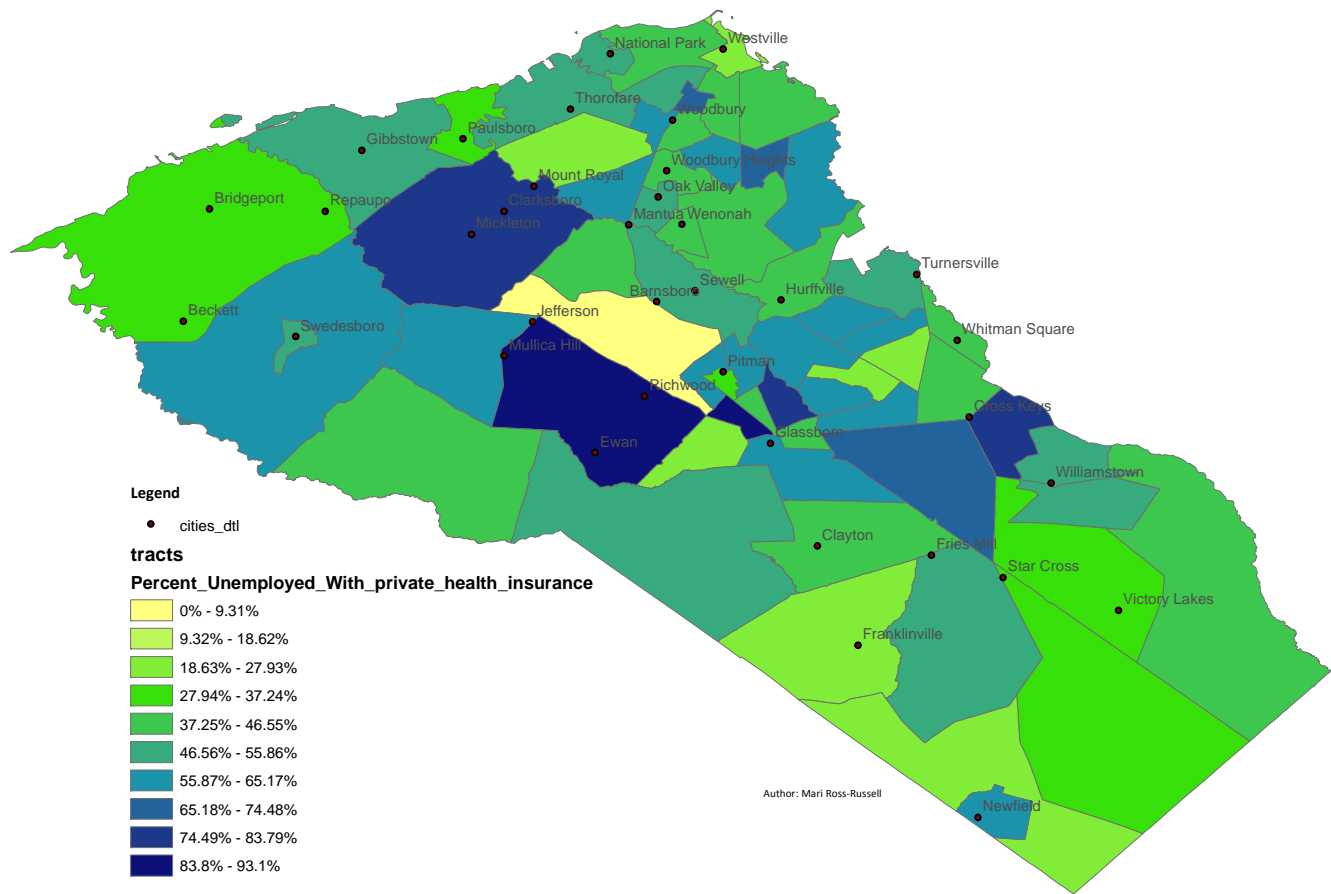 National Park
Westville
Thorofare
Woodbury
Paulsboro
Gibbstown
Woodbury Heights
Mount Royal
Oak Valley
Bridgeport
Repaupo
Clarksboro
Mickleton
Mantua
Wenonah
Turnersville
Sewell
Barnsboro
Hurffville
Beckett
Swedesboro
Jefferson
Whitman Square
Mullica Hill
Pitman
Richwood
Cross Keys
Glassboro
Ewan
Williamstown
Clayton
Fries Mill
Star Cross
Victory Lakes
Franklinville
Newfield
Legend
cities_dtl
tracts
Percent_Unemployed_With_private_health_insurance
0% - 9.31%
9.32% - 18.62%
18.63% - 27.93%
27.94% - 37.24%
37.25% - 46.55%
46.56% - 55.86%
55.87% - 65.17%
65.18% - 74.48%
74.49% - 83.79%
83.8% - 93.1%
Author: Mari Ross-Russell